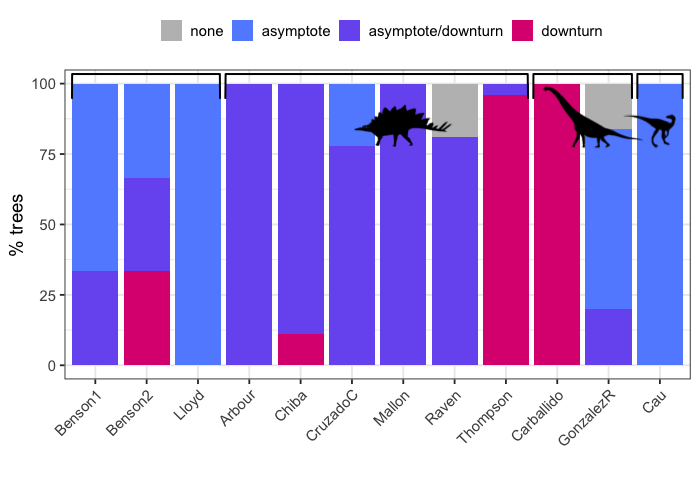 none asymptote asymptote/downturn downturn
% trees
100
75
50
25
0
Benson1 Benson2 Lloyd Arbour Chiba CruzadoC Mallon Raven Thompson Carballido GonzalezR Cau